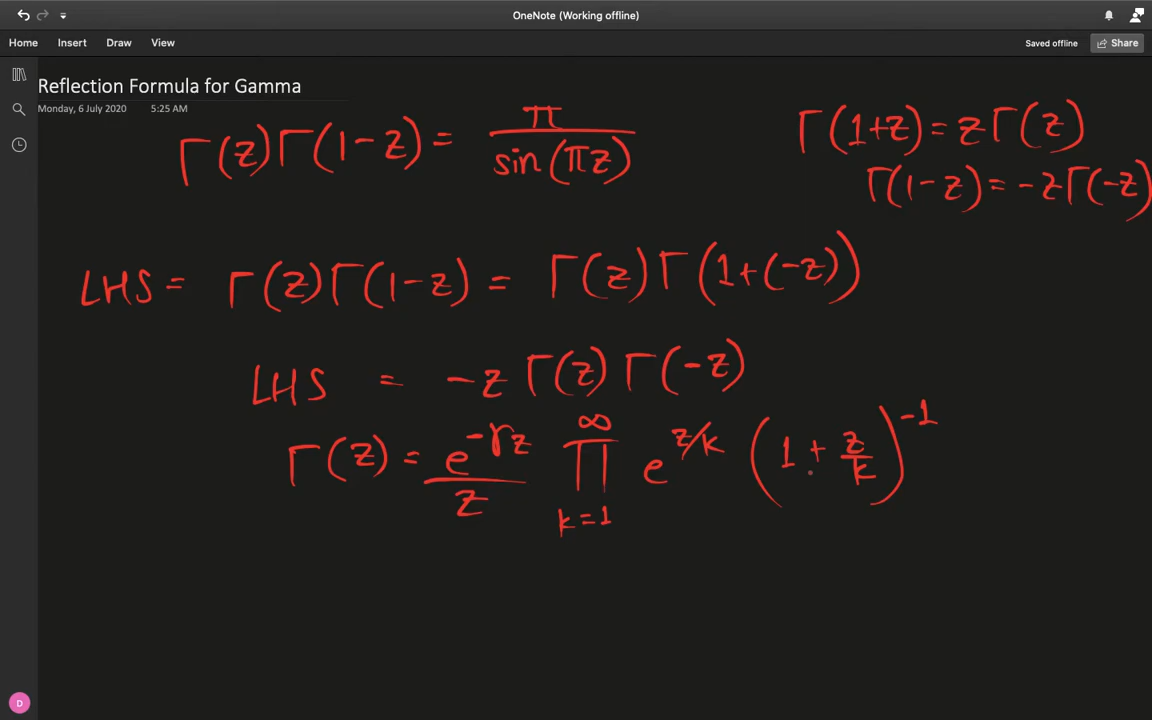 OneNote (Working offline)
Home Insert Draw View
Saved offline Share
Reflection Formula for Gamma
Monday, 6 July 2020 5:25 AM
Γ(z)Γ(1-z) = π / sin(πz)
Γ(1+z) = zΓ(z)
Γ(1-z) = -zΓ(-z)
LHS = Γ(z)Γ(1-z) = Γ(z)Γ(1+(-z))
LHS = -zΓ(z)Γ(-z)
Γ(z) = e^{-γz} / z ∏_{k=1}^{∞} e^{z/k} (1 + z/k)^{-1}
D